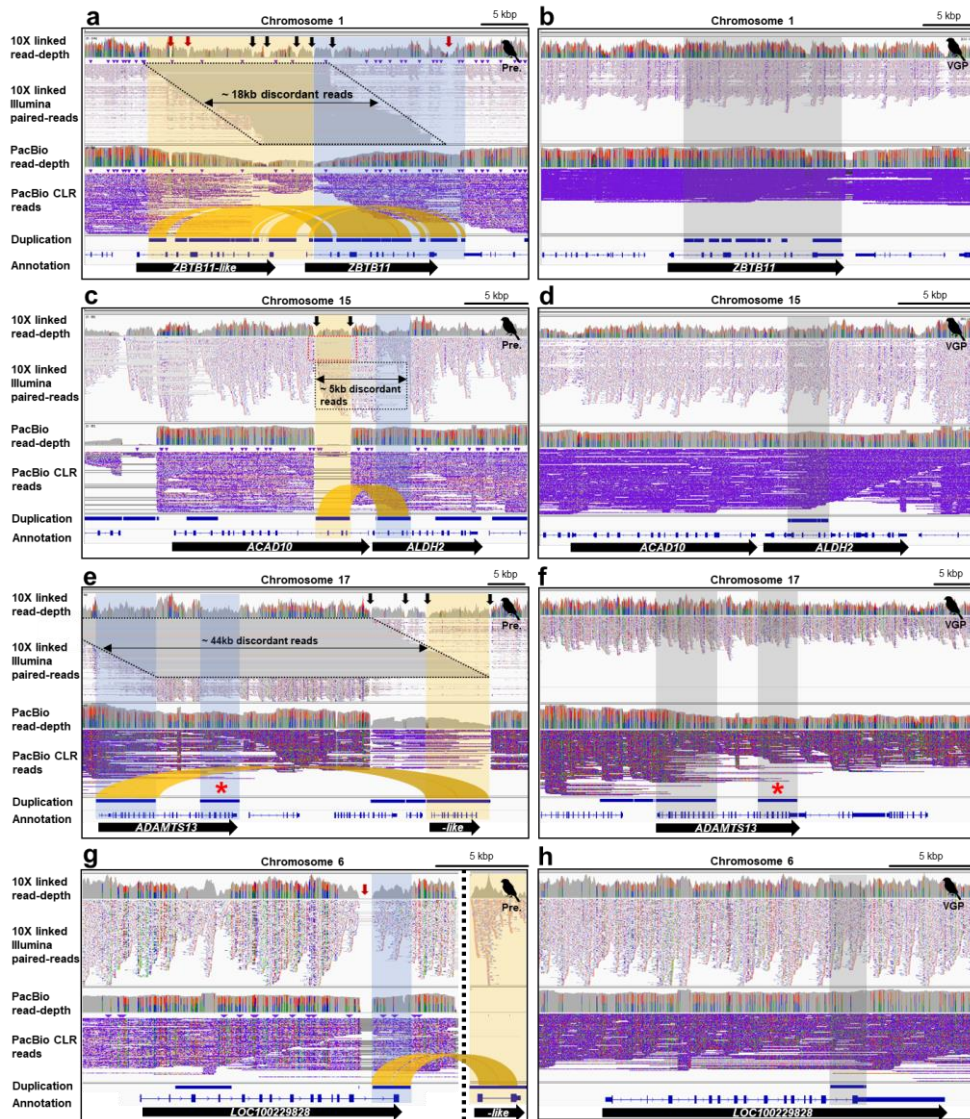 a
Chromosome 1
5 kbp
10X linked
read-depth
Pre.
10X linked
Illumina
paired-reads
~ 18kb discordant reads
PacBio
read-depth
PacBio CLR
reads
Duplication
Annotation
ZBTB11-like
ZBTB11
b
Chromosome 1
5 kbp
VGP
ZBTB11
c
Chromosome 15
5 kbp
10X linked
read-depth
Pre.
10X linked
Illumina
paired-reads
~ 5kb discordant
reads
PacBio
read-depth
PacBio CLR
reads
Duplication
Annotation
ACAD10
ALDH2
d
Chromosome 15
5 kbp
VGP
ACAD10
ALDH2
e
Chromosome 17
5 kbp
10X linked
read-depth
Pre.
10X linked
Illumina
paired-reads
~ 44kb discordant reads
PacBio
read-depth
PacBio CLR
reads
Duplication
*
Annotation
ADAMTS13
-like
f
Chromosome 17
5 kbp
VGP
*
ADAMTS13
g
Chromosome 6
5 kbp
10X linked
read-depth
Pre.
10X linked
Illumina
paired-reads
PacBio
read-depth
PacBio CLR
reads
Duplication
Annotation
LOC100229828
-like
h
Chromosome 6
5 kbp
VGP
LOC100229828